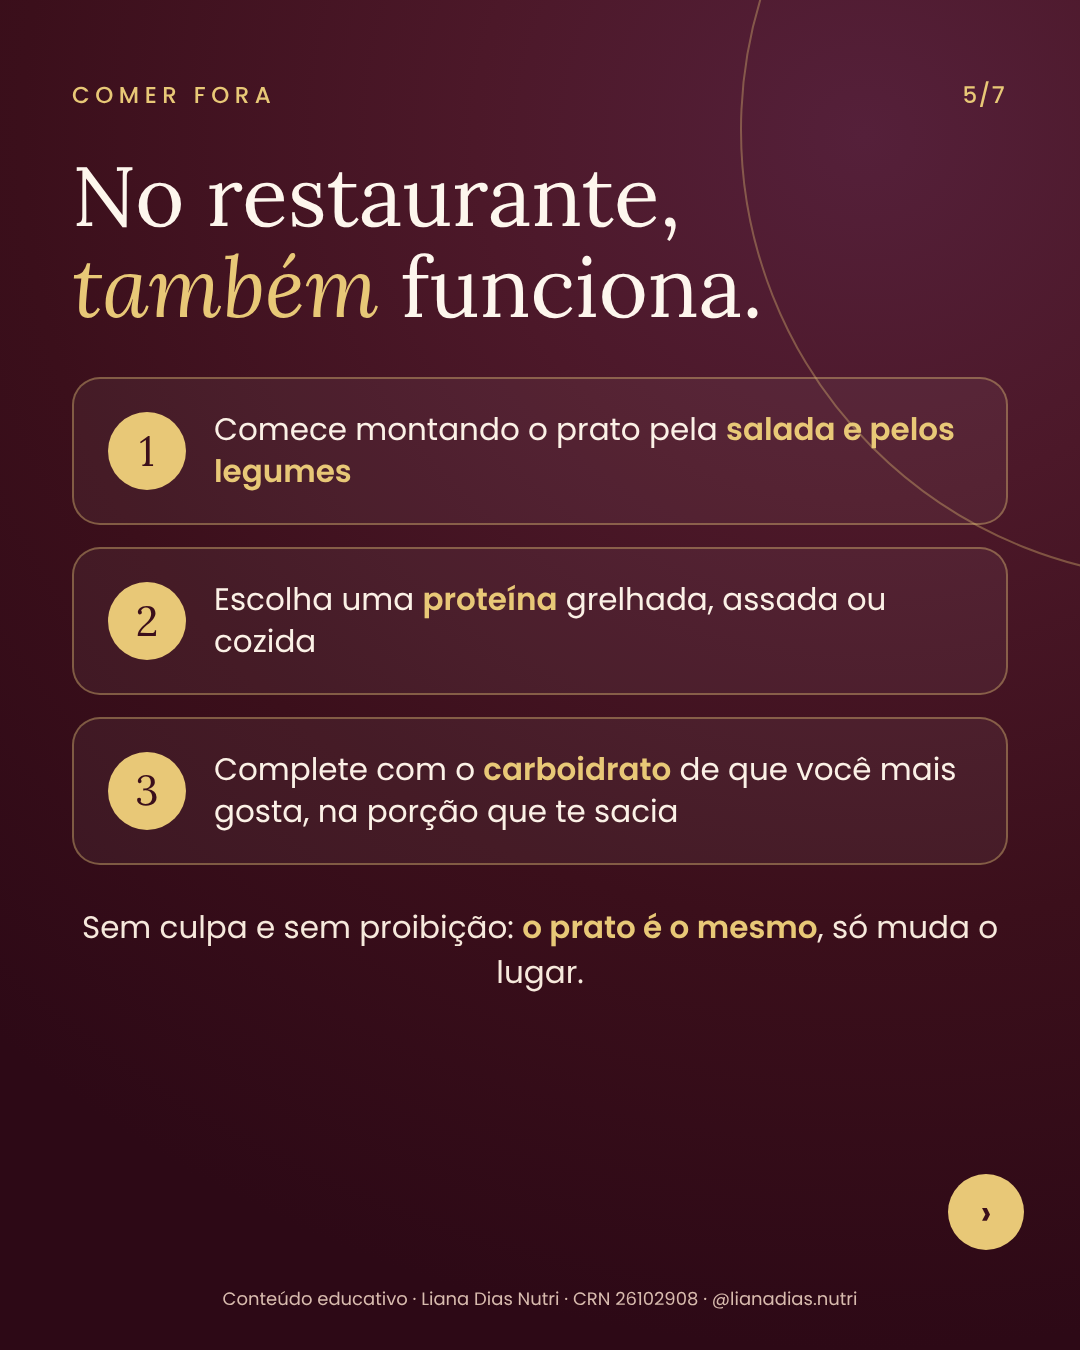 COMER FORA
5/7
No restaurante,
também funciona.
1
Comece montando o prato pela salada e pelos
legumes
2
Escolha uma proteína grelhada, assada ou
cozida
3
Complete com o carboidrato de que você mais
gosta, na porção que te sacia
Sem culpa e sem proibição: o prato é o mesmo, só muda o
lugar.
›
Conteúdo educativo · Liana Dias Nutri · CRN 26102908 · @lianadias.nutri